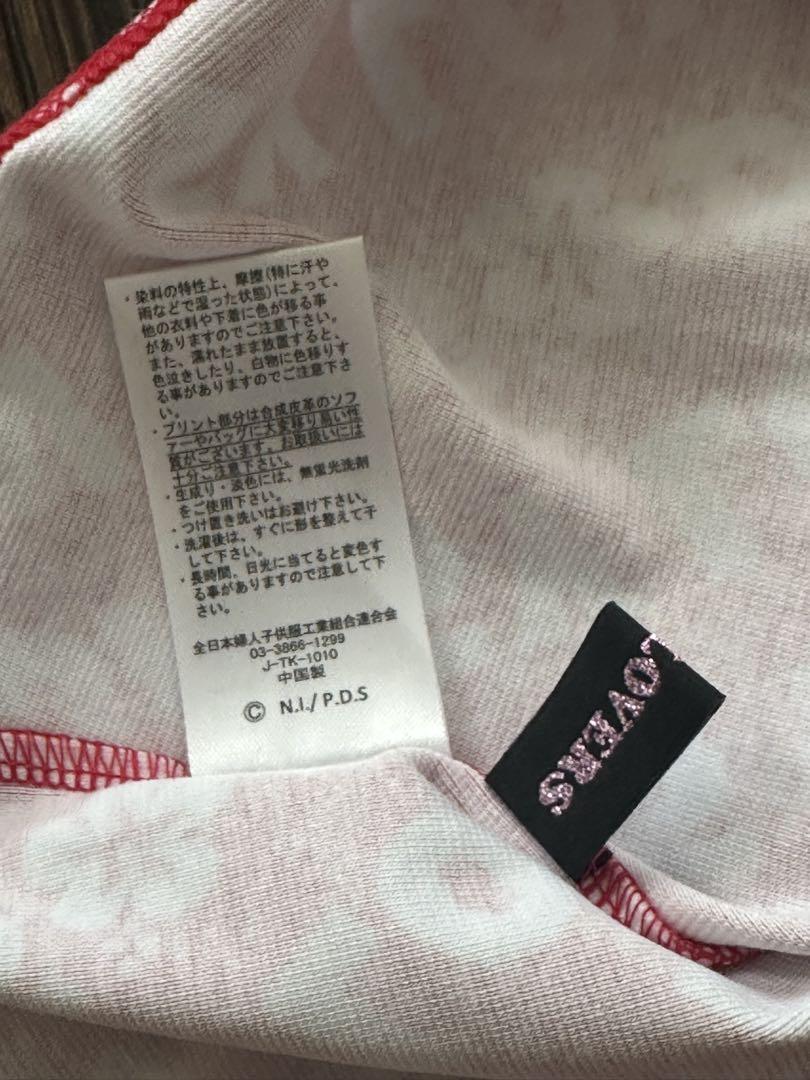 ・染料の特性上、摩擦(特に汗や
雨などで湿った状態)によって、
他の衣料や下着に色が移る事
がありますのでご注意下さい。
また、濡れたまま放置すると、
色泣きしたり、白物に色移りす
る事がありますのでご注意下さ
い。
・プリント部分は合成皮革のソフ
ァーやバッグに大変移り易い性
質がございます。お取扱いには
十分ご注意下さい。
・生成り・淡色には、無蛍光洗剤
をご使用下さい。
・つけ置き洗いはお避け下さい。
・洗濯後は、すぐに形を整えて干
して下さい。
・長時間、日光に当てると変色す
る事がありますので注意して下
さい。
全日本婦人子供服工業組合連合会
03-3866-1299
J-TK-1010
中国製
© N.I./P.D.S
LOVERS